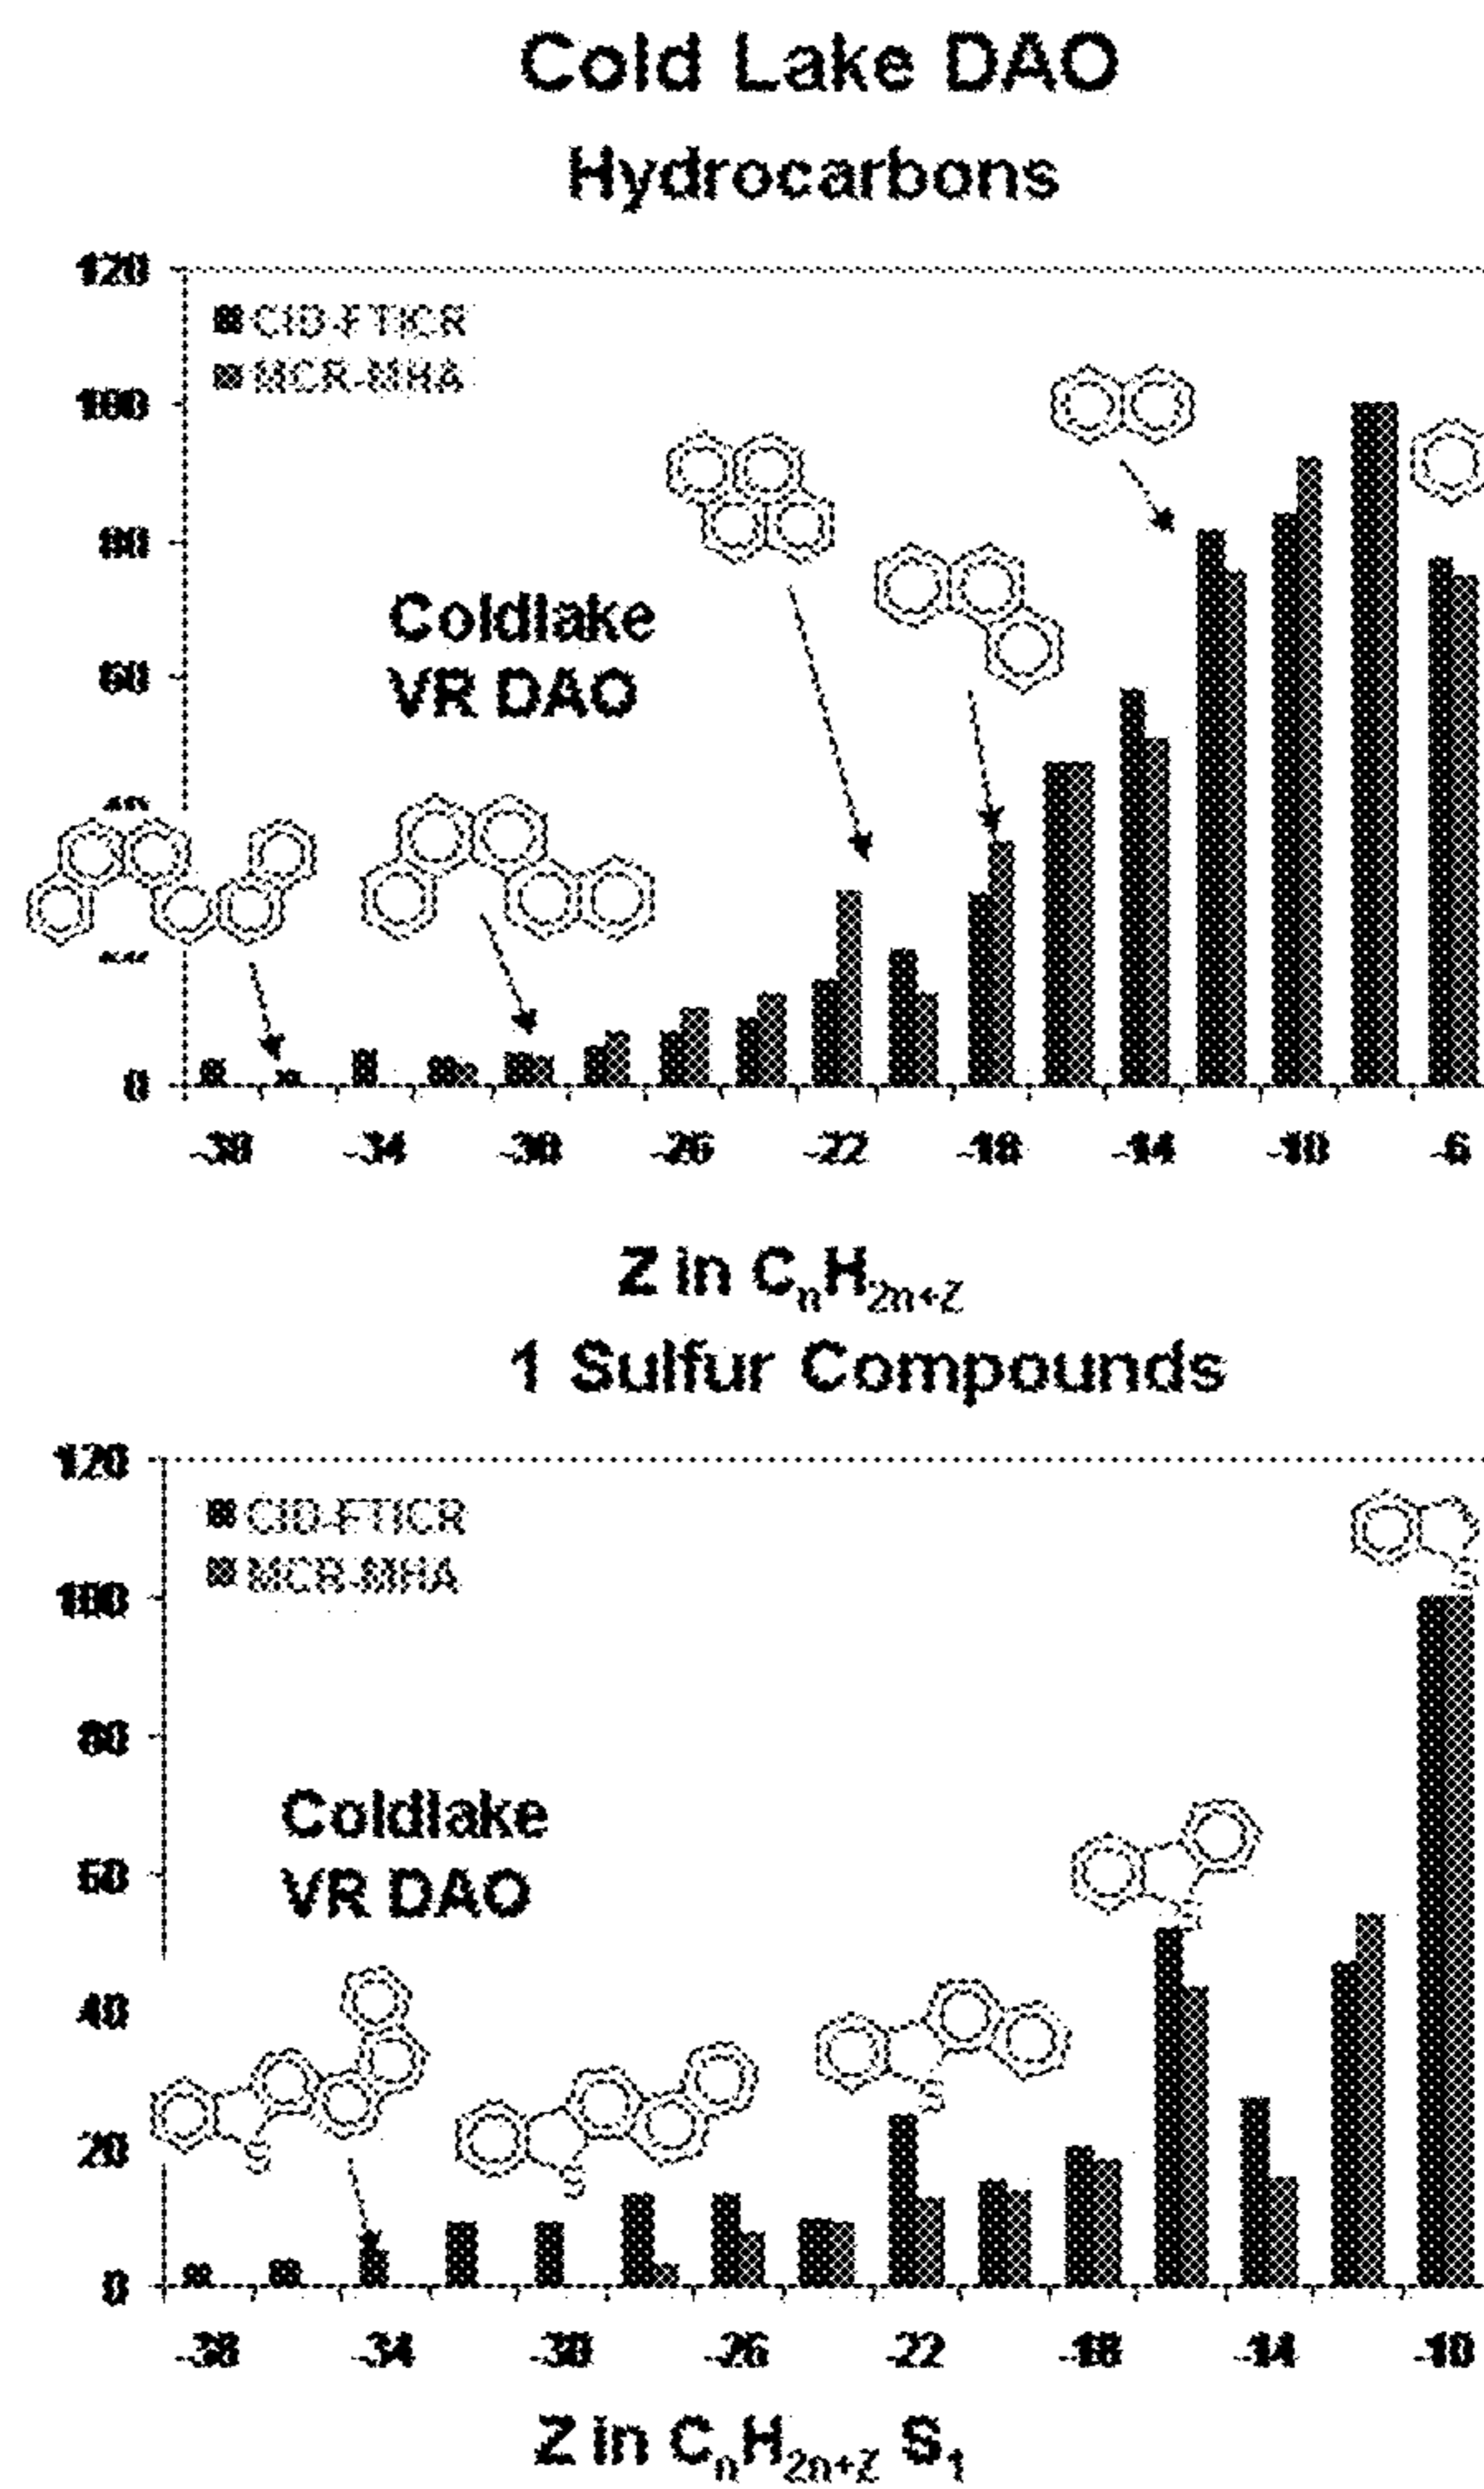 Cold Lake DAO
Hydrocarbons
120
CID-FTICR
MCR-MHA
100
80
Coldlake
60
VR DAO
0
-38 -34 -30 -26 -22 -18 -14 -10 -6
Z in CnH2n+Z
1 Sulfur Compounds
120
CID-FTICR
MCR-MHA
100
S
80
Coldlake
60
VR DAO
S
40
S
20
S
S
0
-38 -34 -30 -26 -22 -18 -14 -10
Z in CnH2n+Z S1